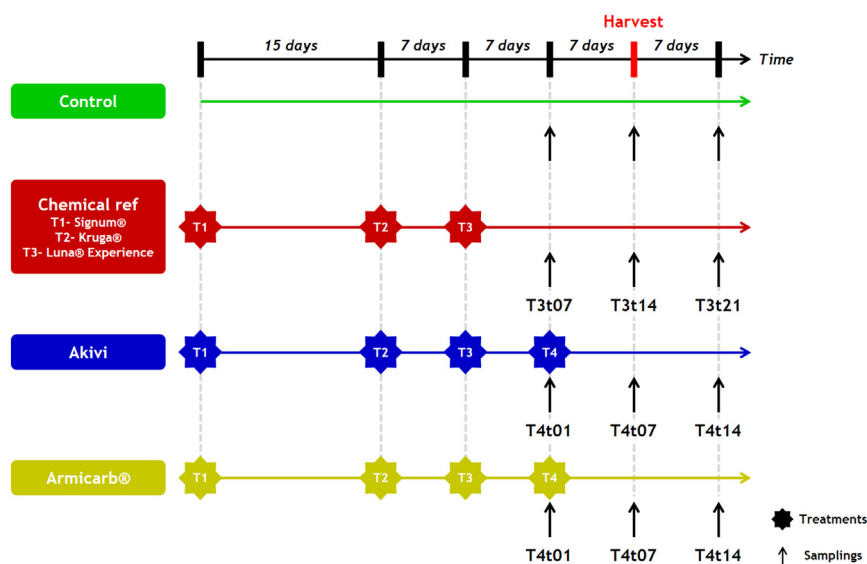 Harvest
15 days
7 days
7 days
7 days
7 days
Time
Control
Chemical ref
T1- Signum®
T2- Kruga®
T3- Luna® Experience
T1
T2
T3
T3t07
T3t14
T3t21
Akivi
T1
T2
T3
T4
T4t01
T4t07
T4t14
Armicarb®
T1
T2
T3
T4
T4t01
T4t07
T4t14
Treatments
Samplings